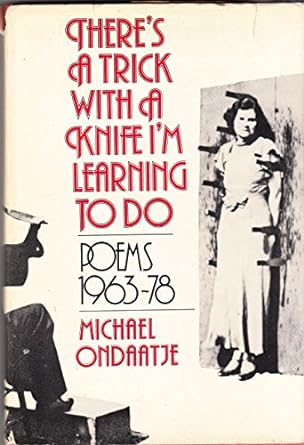 THERE'S
A TRICK
WITH A
KNIFE I'M
LEARNING
TO DO
POEMS
1963-78
MICHAEL
ONDAATJE